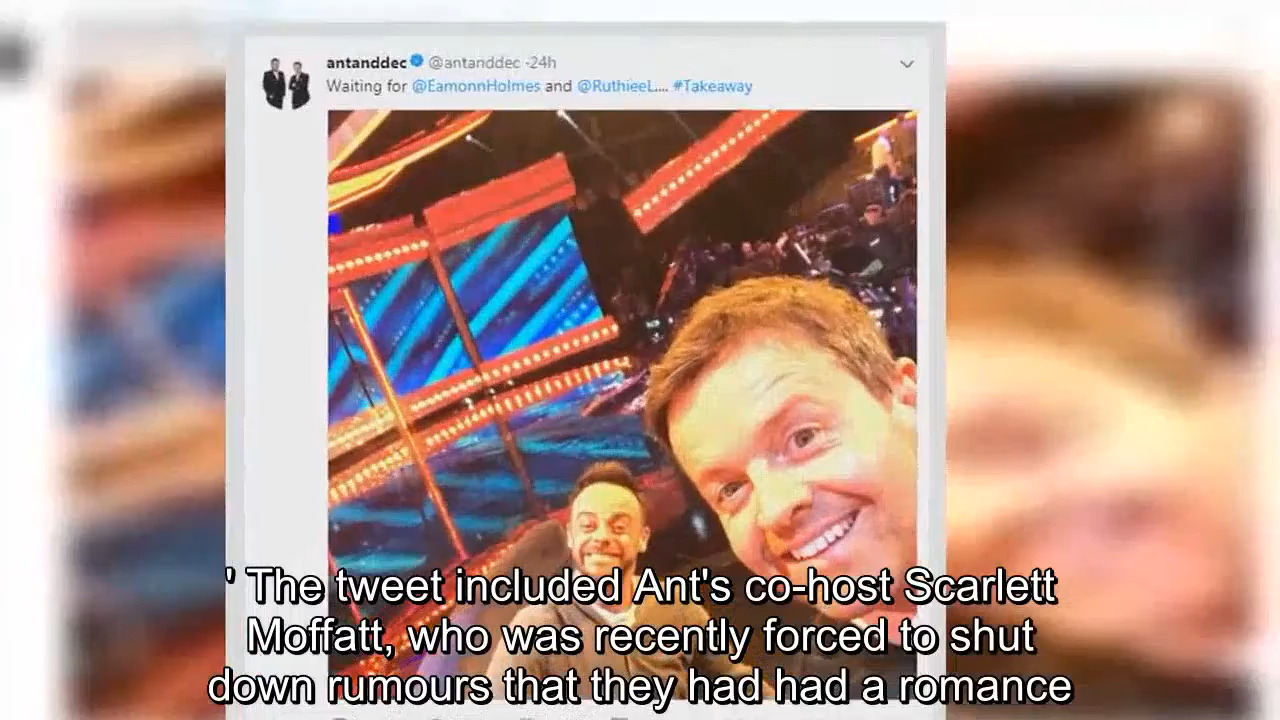 antanddec @antanddec -24h
Waiting for @EamonnHolmes and @RuthieeL.... #Takeaway
' The tweet included Ant's co-host Scarlett
Moffatt, who was recently forced to shut
down rumours that they had had a romance